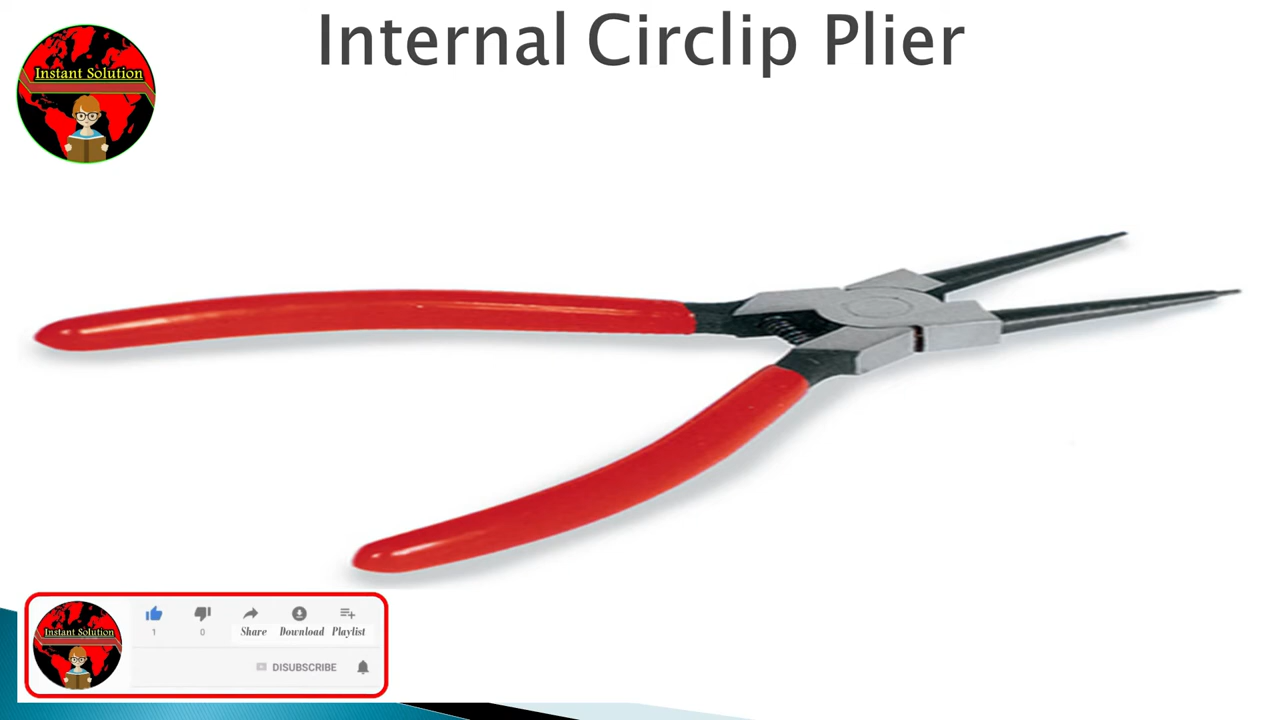 Internal Circlip Plier
Instant Solution
Instant Solution
1
0
Share
Download
Playlist
DISUBSCRIBE